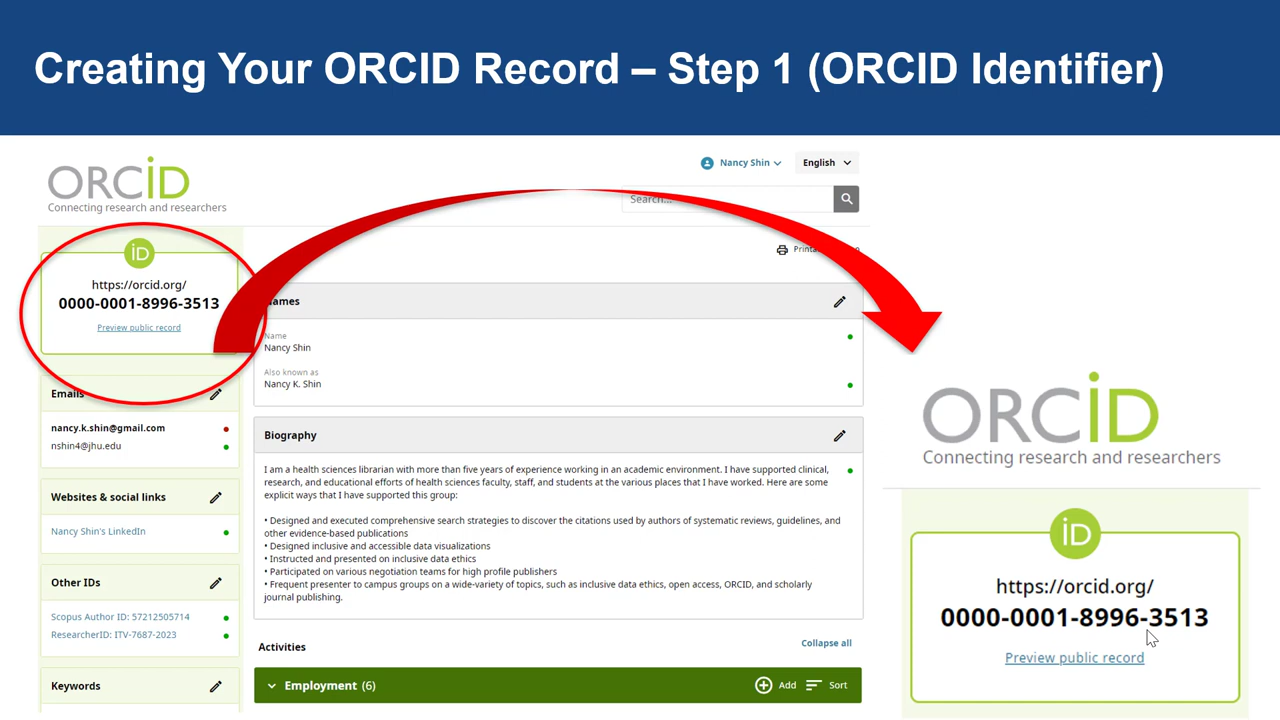 Creating Your ORCID Record – Step 1 (ORCID Identifier)
ORCiD
Connecting research and researchers
Nancy Shin
English
Search...
iD
https://orcid.org/
0000-0001-8996-3513
Preview public record
Emails
nancy.k.shin@gmail.com
nshin4@jhu.edu
Websites & social links
Nancy Shin's LinkedIn
Other IDs
Scopus Author ID: 57212505714
ResearcherID: ITV-7687-2023
Keywords
Name
Nancy Shin
Also known as
Nancy K. Shin
Biography
I am a health sciences librarian with more than five years of experience working in an academic environment. I have supported clinical,
research, and educational efforts of health sciences faculty, staff, and students at the various places that I have worked. Here are some
explicit ways that I have supported this group:
• Designed and executed comprehensive search strategies to discover the citations used by authors of systematic reviews, guidelines, and
other evidence-based publications
• Designed inclusive and accessible data visualizations
• Instructed and presented on inclusive data ethics
• Participated on various negotiation teams for high profile publishers
• Frequent presenter to campus groups on a wide-variety of topics, such as inclusive data ethics, open access, ORCID, and scholarly
journal publishing.
Activities
Collapse all
Employment (6)
Add
Sort
ORCiD
Connecting research and researchers
iD
https://orcid.org/
0000-0001-8996-3513
Preview public record